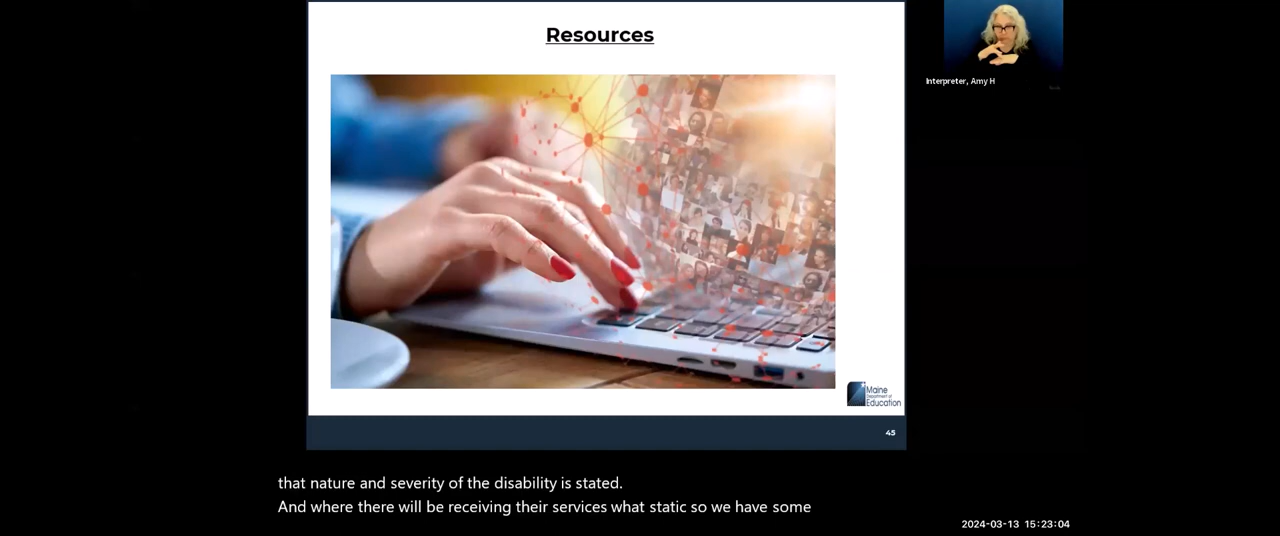 Resources
Interpreter, Amy H
Maine
Department of
Education
45
that nature and severity of the disability is stated.
And where there will be receiving their services what static so we have some
2024-03-13 15:23:04